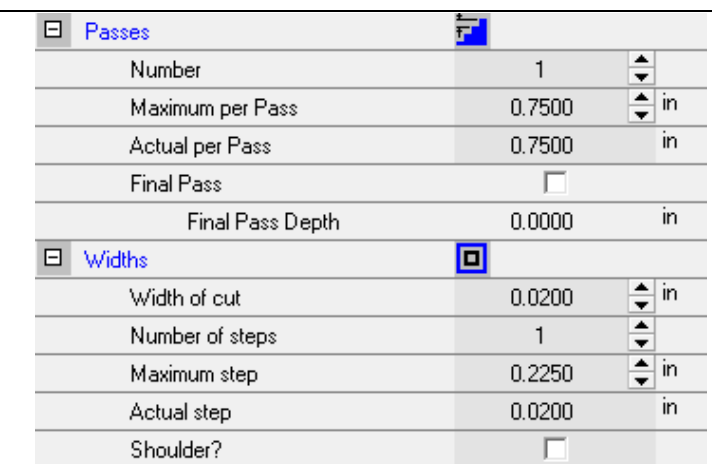 Passes
Number 1
Maximum per Pass 0.7500 in
Actual per Pass 0.7500 in
Final Pass
Final Pass Depth 0.0000 in
Widths
Width of cut 0.0200 in
Number of steps 1
Maximum step 0.2250 in
Actual step 0.0200 in
Shoulder?